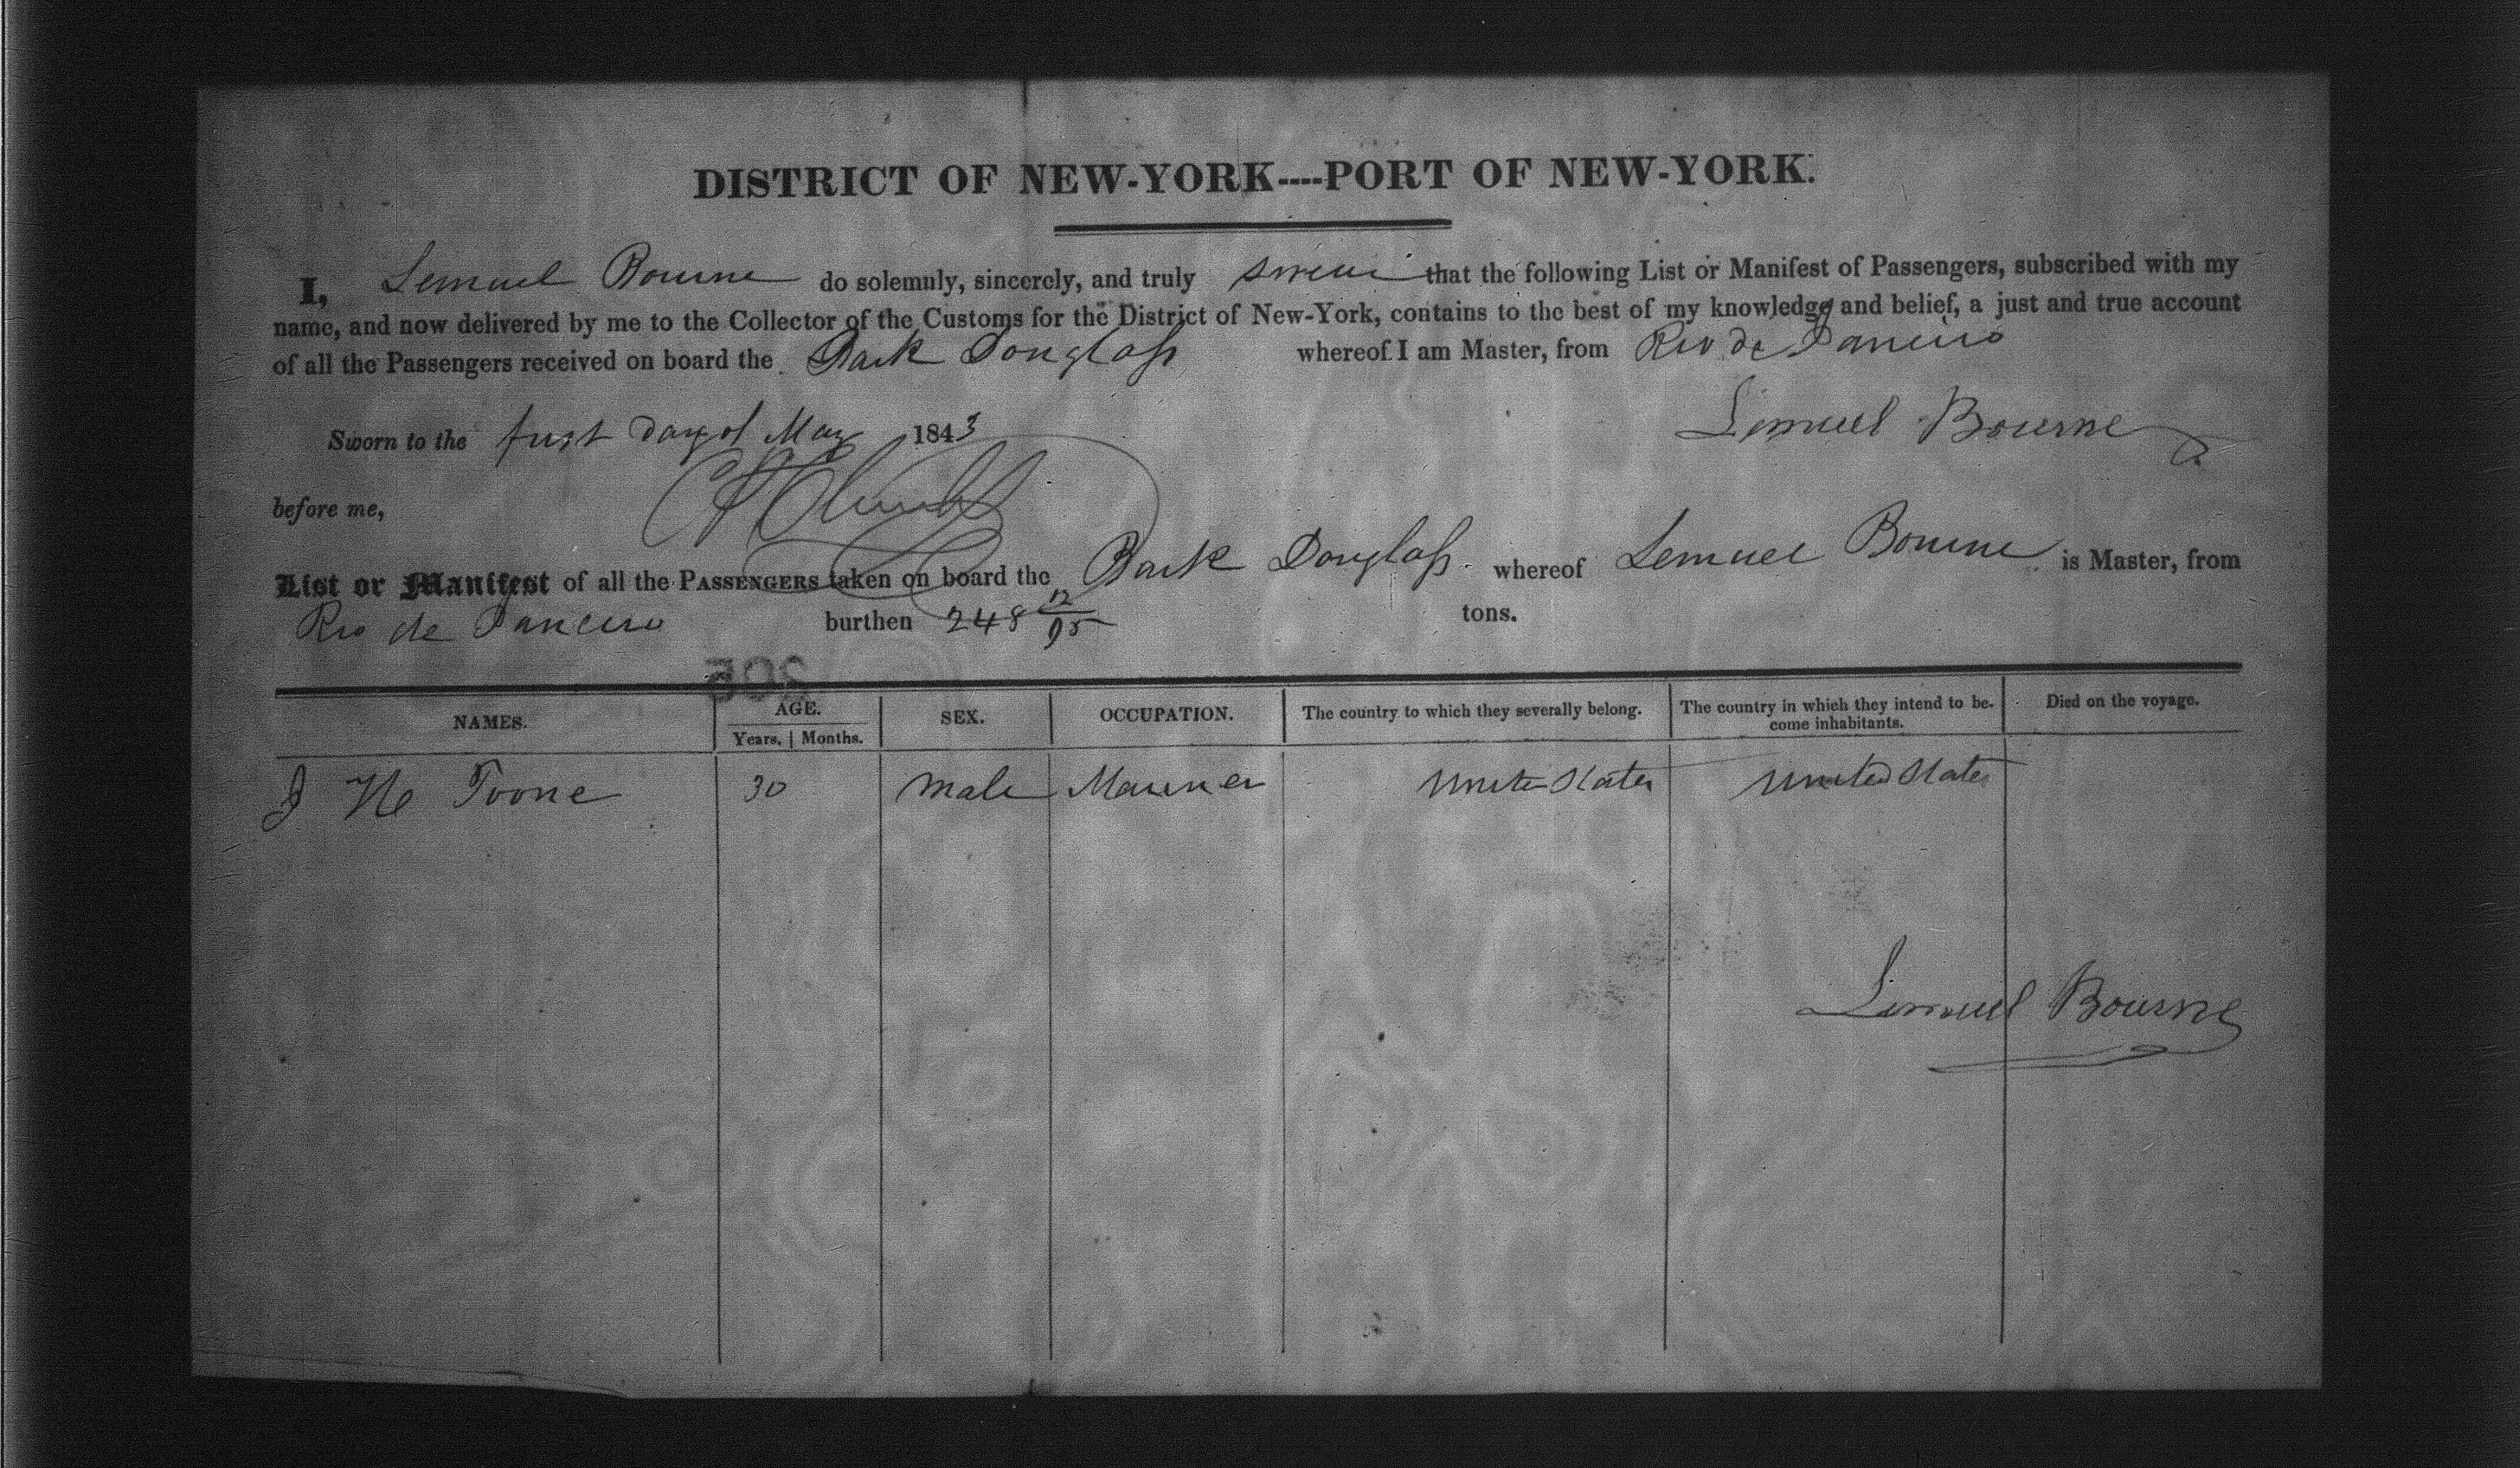 DISTRICT OF NEW-YORK----PORT OF NEW-YORK.
I, Lemuel Bourne do solemnly, sincerely, and truly swear that the following List or Manifest of Passengers, subscribed with my
name, and now delivered by me to the Collector of the Customs for the District of New-York, contains to the best of my knowledge and belief, a just and true account
of all the Passengers received on board the Bark Douglass whereof I am Master, from Rio de Janeiro
Sworn to the first day of May 1843 Lemuel Bourne
before me,
List or Manifest of all the PASSENGERS taken on board the Bark Douglass whereof Lemuel Bourne is Master, from
Rio de Janeiro burthen 248 12/95 tons.
NAMES. AGE. SEX. OCCUPATION. The country to which they severally belong. The country in which they intend to be- Died on the voyage.
Years. | Months. come inhabitants.
J H Toone 30 Male Mariner United States United States
Lemuel Bourne